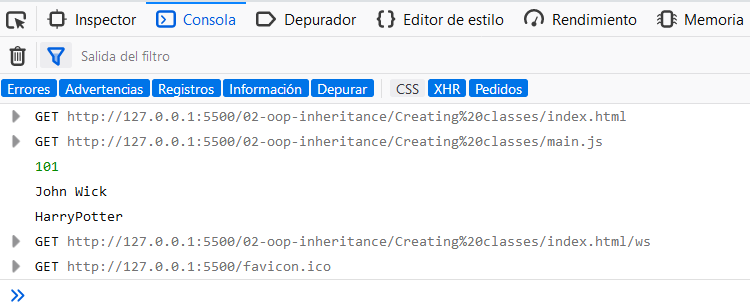 Inspector Consola Depurador Editor de estilo Rendimiento Memoria
Salida del filtro
Errores Advertencias Registros Información Depurar CSS XHR Pedidos
GET http://127.0.0.1:5500/02-oop-inheritance/Creating%20classes/index.html
GET http://127.0.0.1:5500/02-oop-inheritance/Creating%20classes/main.js
101
John Wick
HarryPotter
GET http://127.0.0.1:5500/02-oop-inheritance/Creating%20classes/index.html/ws
GET http://127.0.0.1:5500/favicon.ico